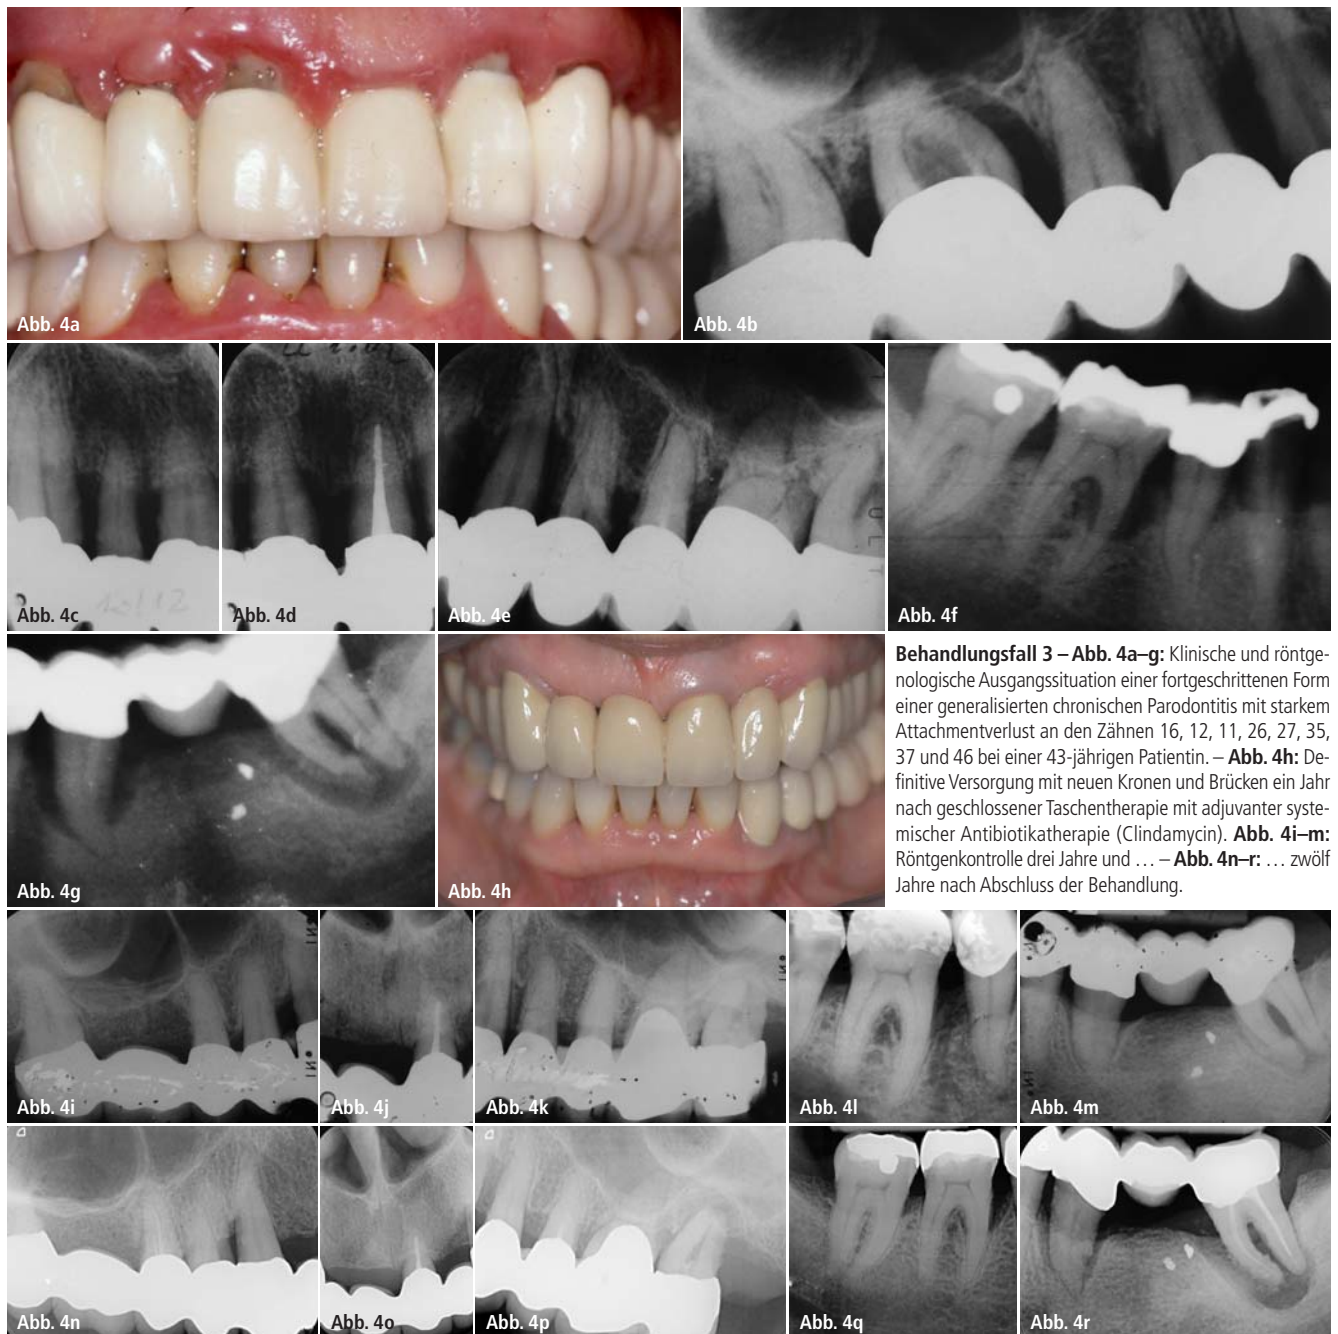 Abb. 4a
Abb. 4b
Abb. 4c
Abb. 4d
Abb. 4e
Abb. 4f
Abb. 4g
Abb. 4h
Behandlungsfall 3 – Abb. 4a–g: Klinische und röntge-
nologische Ausgangssituation einer fortgeschrittenen Form
einer generalisierten chronischen Parodontitis mit starkem
Attachmentverlust an den Zähnen 16, 12, 11, 26, 27, 35,
37 und 46 bei einer 43-jährigen Patientin. – Abb. 4h: De-
finitive Versorgung mit neuen Kronen und Brücken ein Jahr
nach geschlossener Taschentherapie mit adjuvanter syste-
mischer Antibiotikatherapie (Clindamycin). Abb. 4i–m:
Röntgenkontrolle drei Jahre und … – Abb. 4n–r: … zwölf
Jahre nach Abschluss der Behandlung.
Abb. 4i
Abb. 4j
Abb. 4k
Abb. 4l
Abb. 4m
Abb. 4n
Abb. 4o
Abb. 4p
Abb. 4q
Abb. 4r